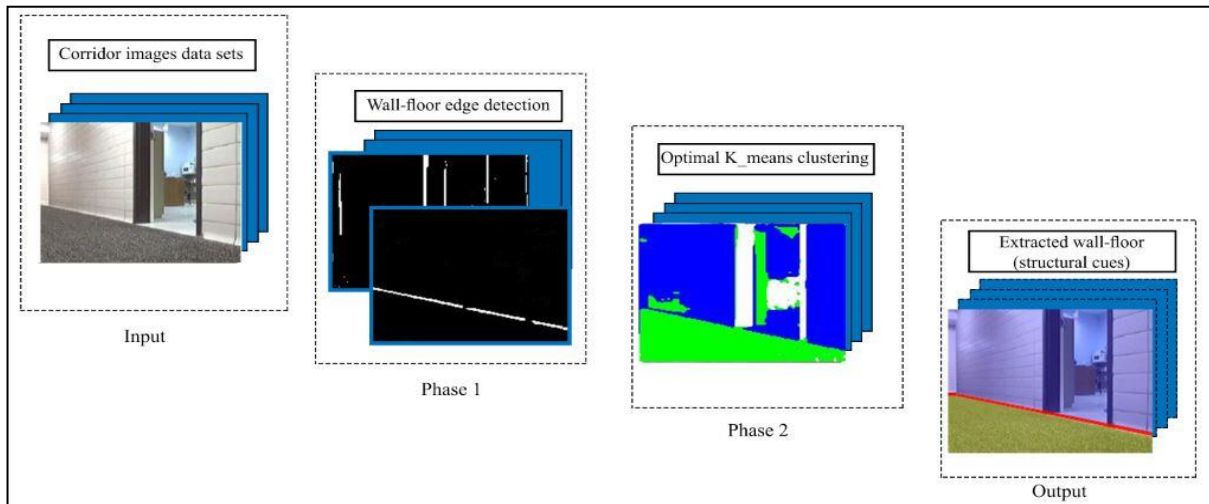 Corridor images data sets
Input
Wall-floor edge detection
Phase 1
Optimal K_means clustering
Phase 2
Extracted wall-floor
(structural cues)
Output